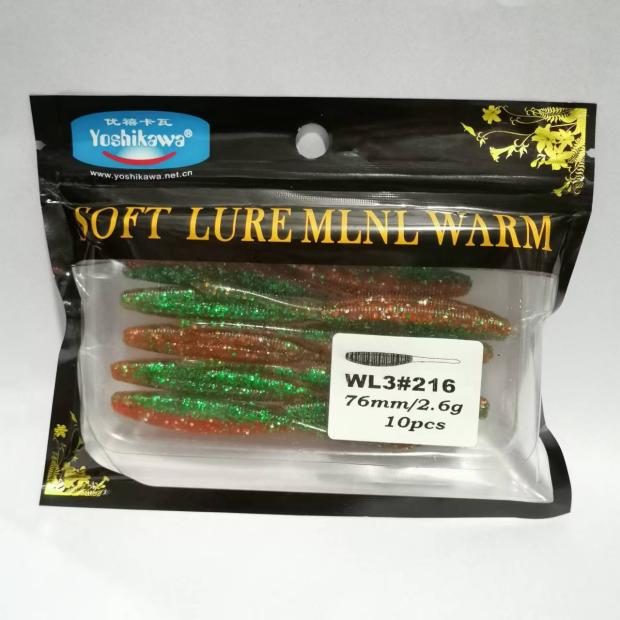 优禧卡瓦
Yoshikawa®
www.yoshikawa.net.cn
SOFT LURE MLNL WARM
WL3#216
76mm/2.6g
10pcs